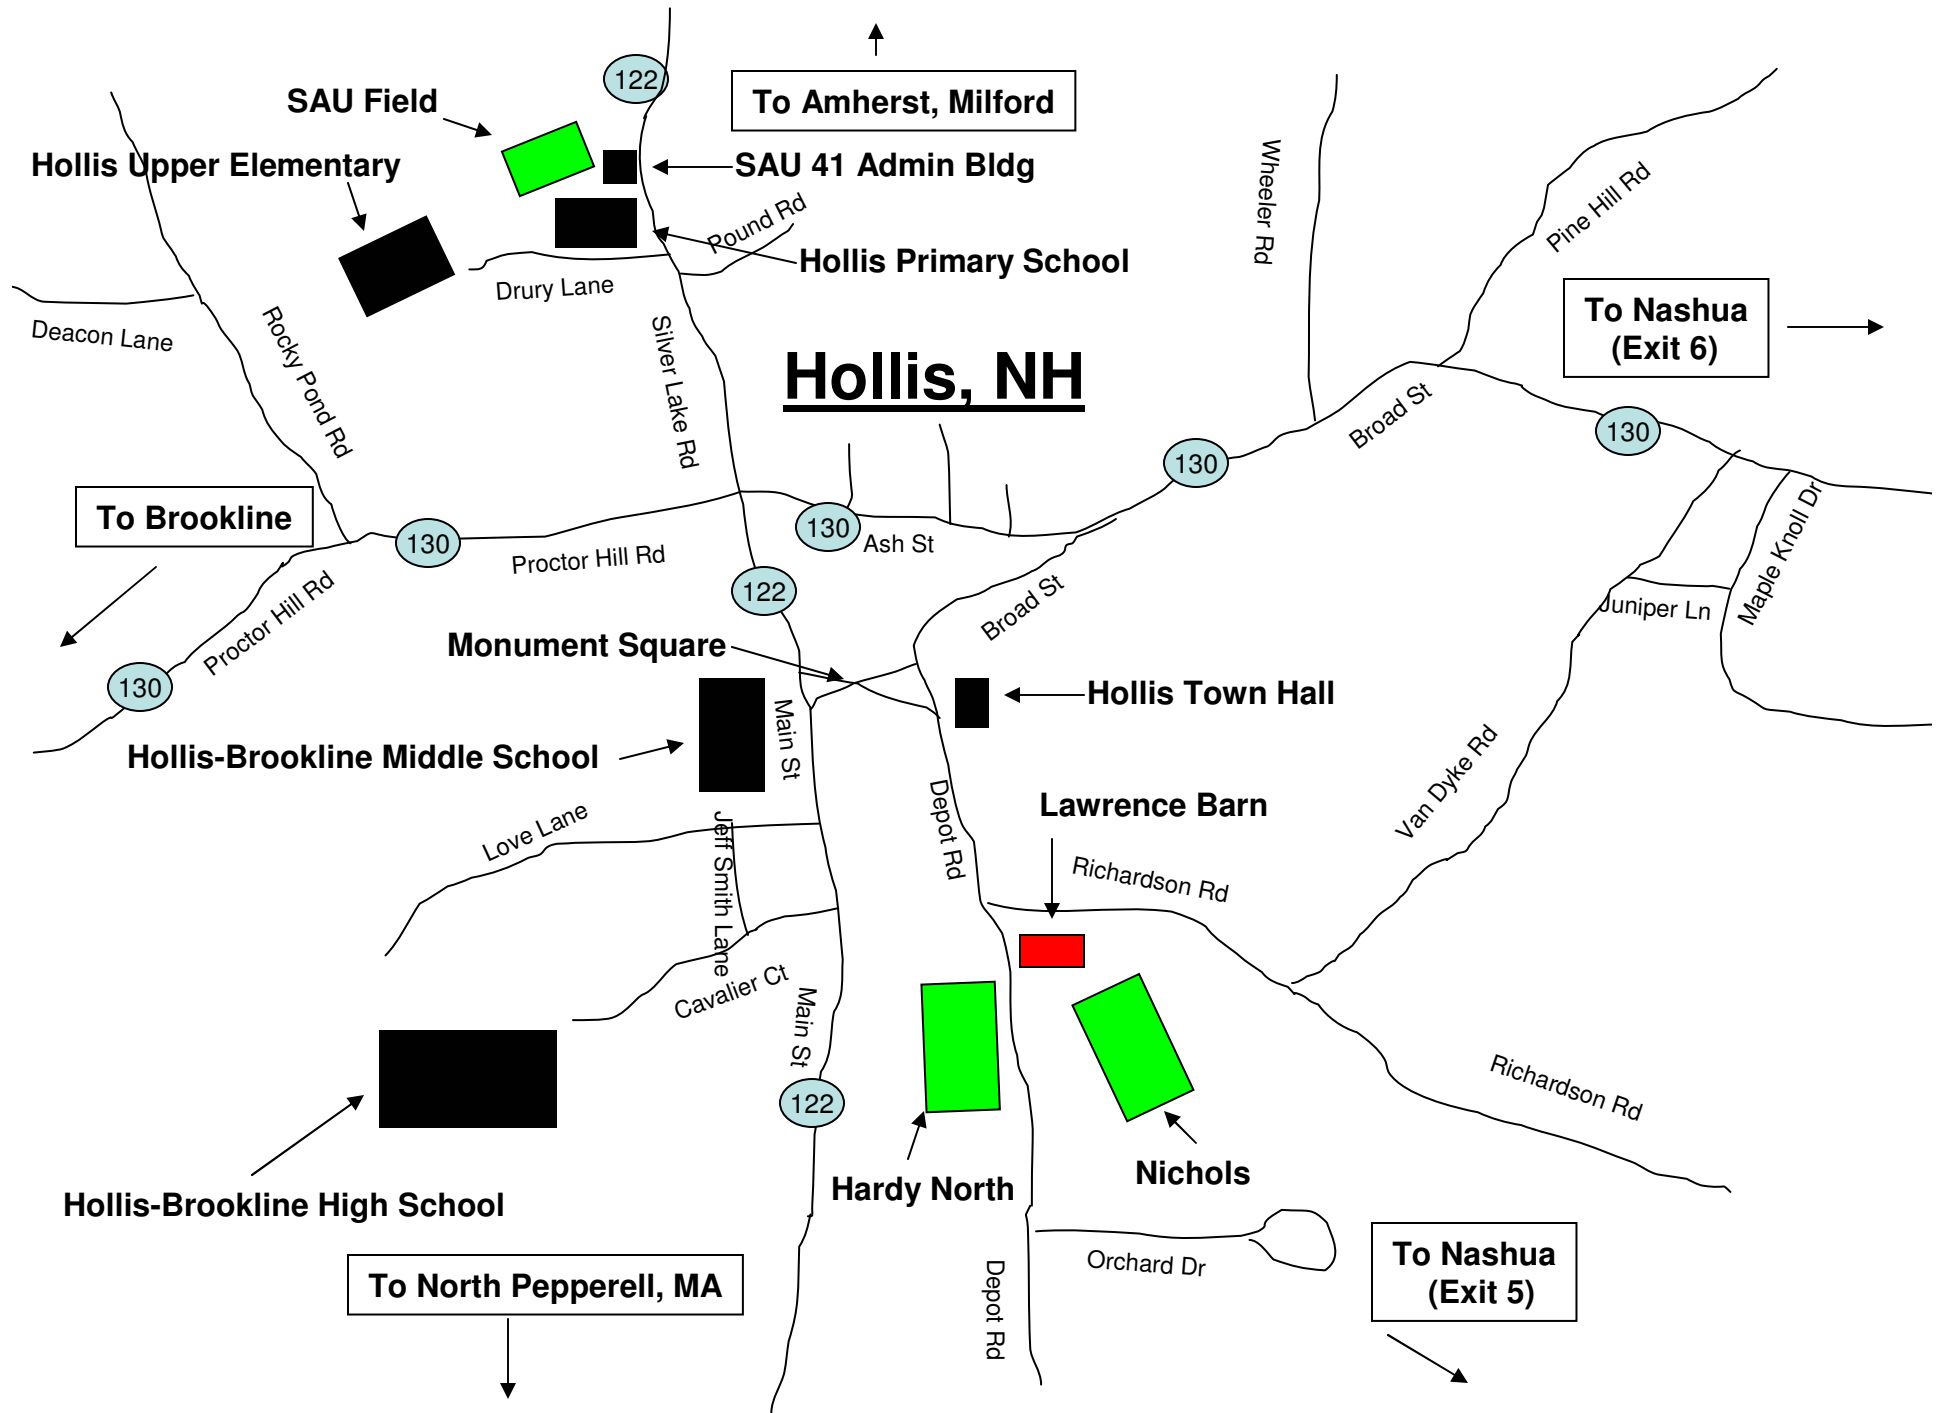 122
SAU Field
To Amherst, Milford
Hollis Upper Elementary
SAU 41 Admin Bldg
Wheeler Rd
Pine Hill Rd
Pound Rd
Hollis Primary School
Drury Lane
Deacon Lane
Rocky Pond Rd
Silver Lake Rd
To Nashua
(Exit 6)
Hollis, NH
Broad St
130
130
To Brookline
130
Proctor Hill Rd
130
Ash St
Maple Knoll Dr
Juniper Ln
122
Broad St
Proctor Hill Rd
130
Monument Square
Hollis Town Hall
Main St
Hollis-Brookline Middle School
Depot Rd
Lawrence Barn
Van Dyke Rd
Love Lane
Jeff Smith Lane
Richardson Rd
Cavalier Ct
Main St
122
Richardson Rd
Hollis-Brookline High School
Hardy North
Nichols
To North Pepperell, MA
Depot Rd
Orchard Dr
To Nashua
(Exit 5)